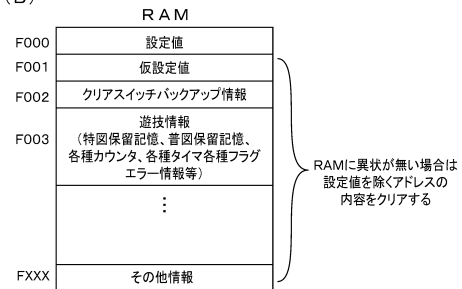 (B)
RAM
F000 設定値
F001 仮設定値
F002 クリアスイッチバックアップ情報
F003 遊技情報
(特図保留記憶、普図保留記憶、
各種カウンタ、各種タイマ各種フラグ
エラー情報等)
⋮
RAMに異状が無い場合は
設定値を除くアドレスの
内容をクリアする
FXXX その他情報